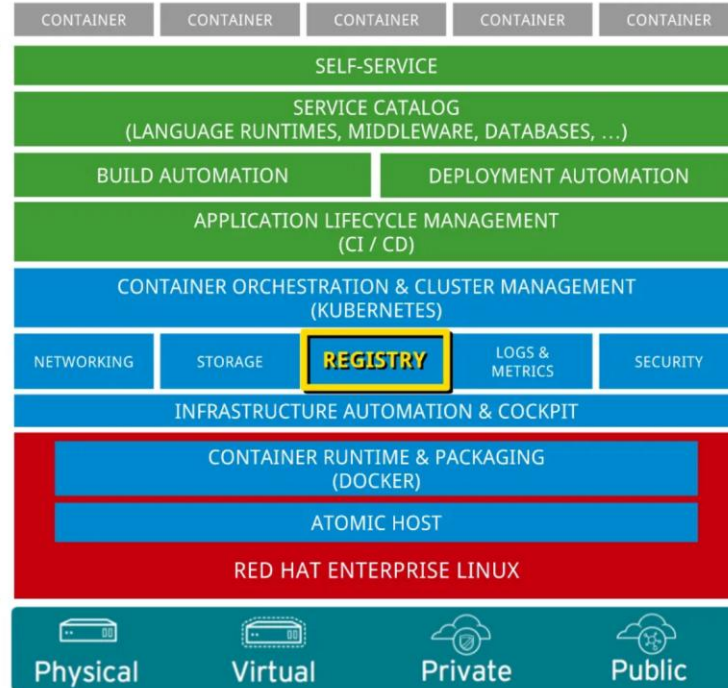 CONTAINER CONTAINER CONTAINER CONTAINER CONTAINER
SELF-SERVICE
SERVICE CATALOG
(LANGUAGE RUNTIMES, MIDDLEWARE, DATABASES, …)
BUILD AUTOMATION DEPLOYMENT AUTOMATION
APPLICATION LIFECYCLE MANAGEMENT
(CI / CD)
CONTAINER ORCHESTRATION & CLUSTER MANAGEMENT
(KUBERNETES)
NETWORKING
STORAGE
REGISTRY
LOGS &
METRICS
SECURITY
INFRASTRUCTURE AUTOMATION & COCKPIT
CONTAINER RUNTIME & PACKAGING
(DOCKER)
ATOMIC HOST
RED HAT ENTERPRISE LINUX
Physical Virtual Private Public